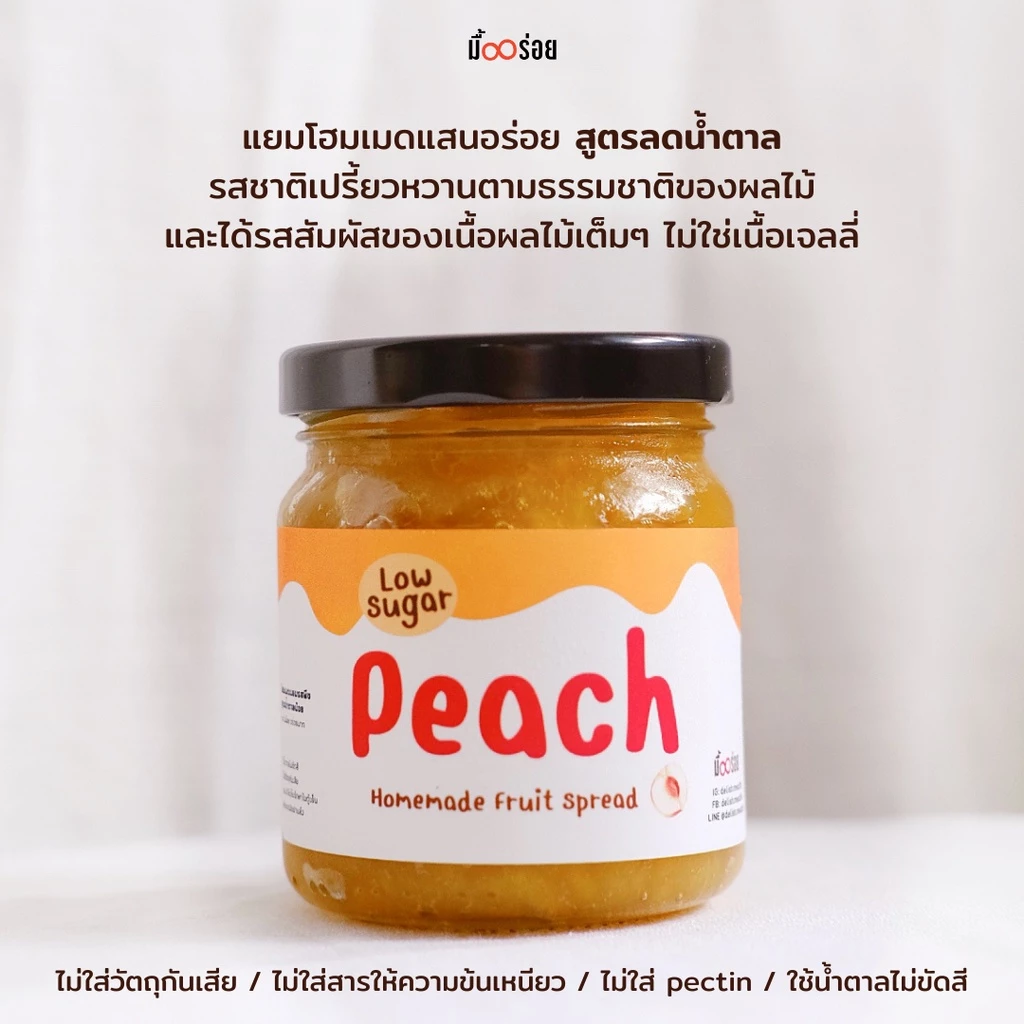 มื้ออร่อย
แยมโฮมเมดแสนอร่อย สูตรลดน้ำตาล
รสชาติเปรี้ยวหวานตามธรรมชาติของผลไม้
และได้รสสัมผัสของเนื้อผลไม้เต็มๆ ไม่ใช่เนื้อเจลลี่
Low
Sugar
Peach
Homemade Fruit Spread
มื้ออร่อย
IG:
FB:
LINE
ไม่ใส่วัตถุกันเสีย / ไม่ใส่สารให้ความข้นเหนียว / ไม่ใส่ pectin / ใช้น้ำตาลไม่ขัดสี